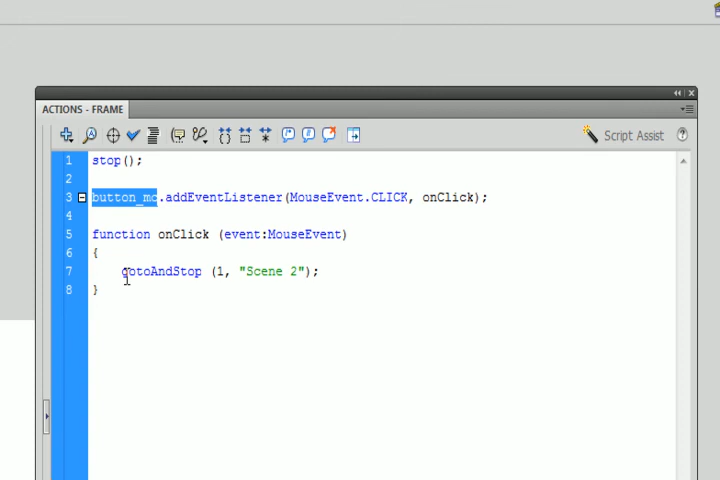 ACTIONS - FRAME
Script Assist
1 stop();
2
3 button_mc.addEventListener(MouseEvent.CLICK, onClick);
4
5 function onClick (event:MouseEvent)
6 {
7 gotoAndStop (1, "Scene 2");
8 }